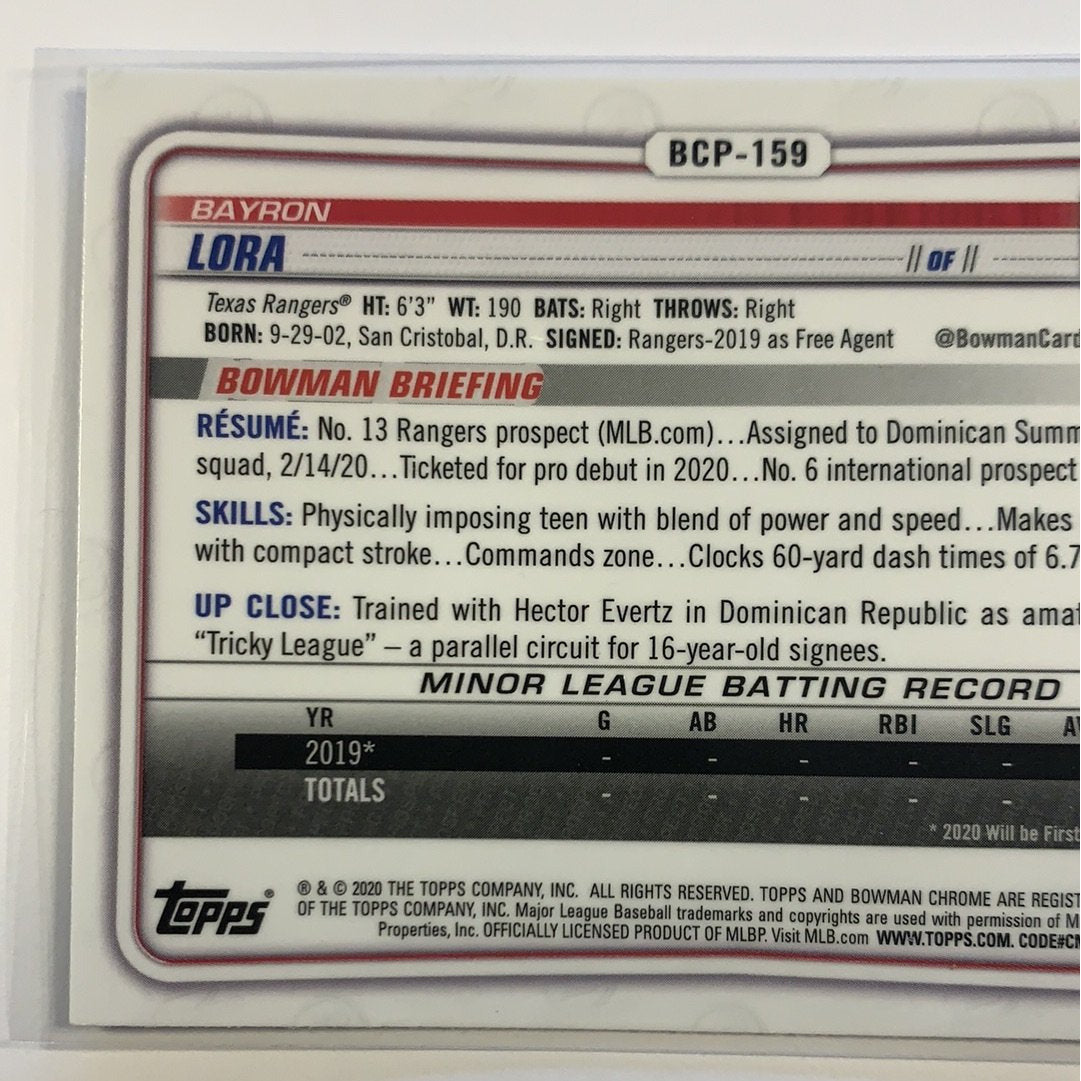 BCP-159
BAYRON
LORA OF
Texas Rangers® HT: 6'3" WT: 190 BATS: Right THROWS: Right
BORN: 9-29-02, San Cristobal, D.R. SIGNED: Rangers-2019 as Free Agent @BowmanCard
BOWMAN BRIEFING
RÉSUMÉ: No. 13 Rangers prospect (MLB.com)...Assigned to Dominican Summ
squad, 2/14/20...Ticketed for pro debut in 2020...No. 6 international prospect
SKILLS: Physically imposing teen with blend of power and speed...Makes
with compact stroke...Commands zone...Clocks 60-yard dash times of 6.7
UP CLOSE: Trained with Hector Evertz in Dominican Republic as amat
“Tricky League” – a parallel circuit for 16-year-old signees.
MINOR LEAGUE BATTING RECORD
YR G AB HR RBI SLG AV
2019* - - - - -
TOTALS - - - - -
* 2020 Will be First
Topps® ® & © 2020 THE TOPPS COMPANY, INC. ALL RIGHTS RESERVED. TOPPS AND BOWMAN CHROME ARE REGIST
OF THE TOPPS COMPANY, INC. Major League Baseball trademarks and copyrights are used with permission of M
Properties, Inc. OFFICIALLY LICENSED PRODUCT OF MLBP. Visit MLB.com WWW.TOPPS.COM. CODE#CM